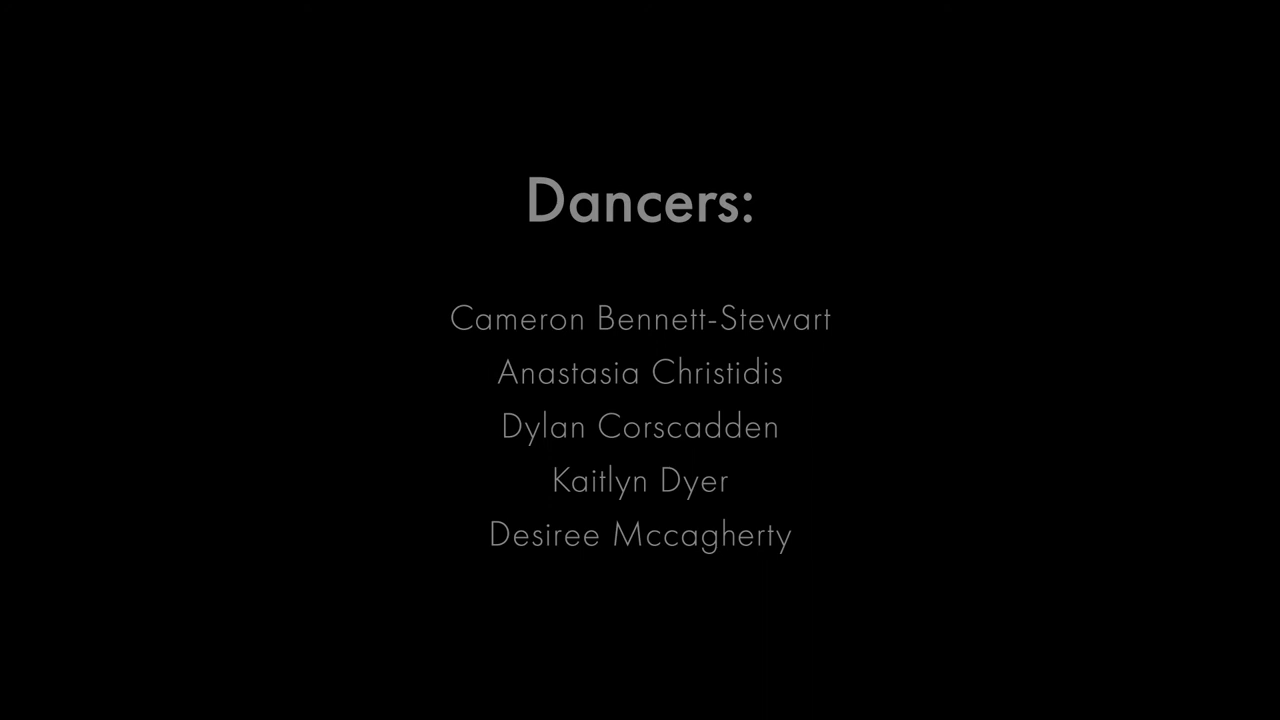 Dancers:
Cameron Bennett-Stewart
Anastasia Christidis
Dylan Corscadden
Kaitlyn Dyer
Desiree Mccagherty